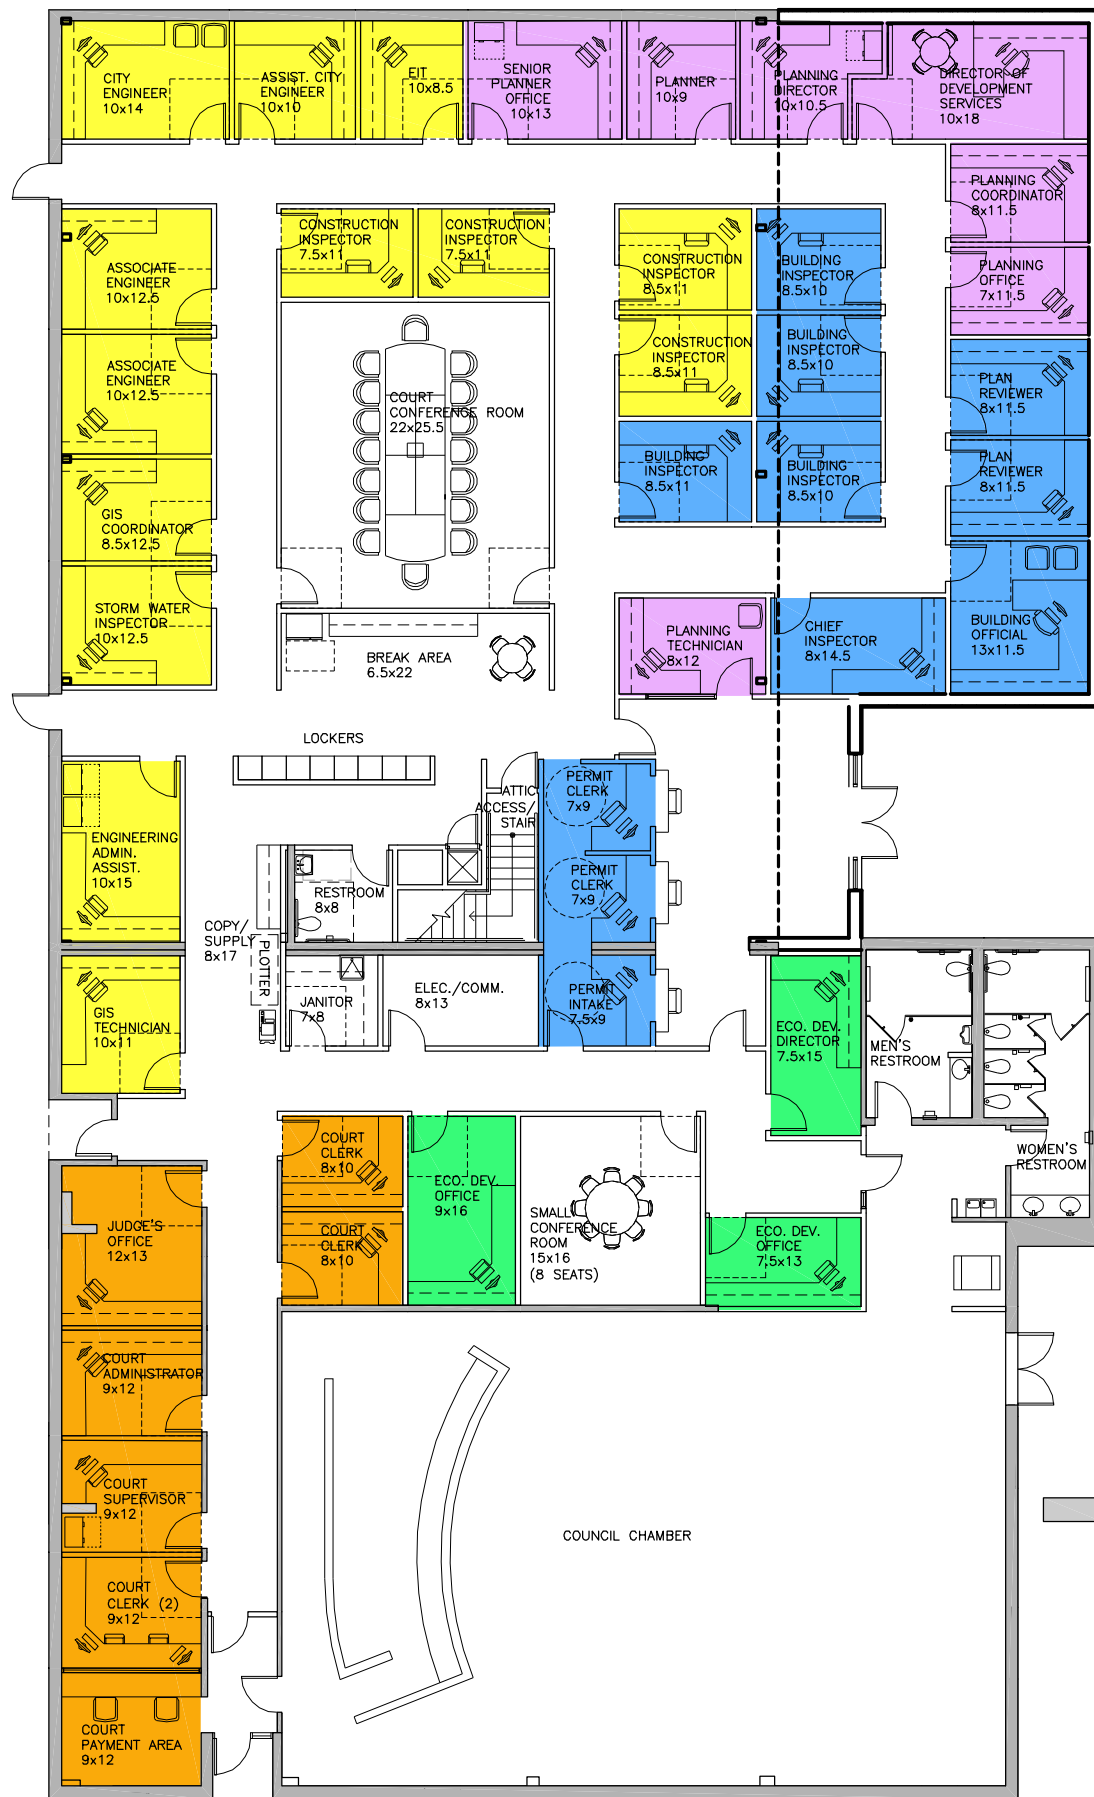 CITY
ENGINEER
10x14
ASSIST. CITY
ENGINEER
10x10
EIT
10x8.5
SENIOR
PLANNER
OFFICE
10x13
PLANNER
10x9
PLANNING
DIRECTOR
10x10.5
DIRECTOR OF
DEVELOPMENT
SERVICES
10x18
PLANNING
COORDINATOR
8x11.5
PLANNING
OFFICE
7x11.5
ASSOCIATE
ENGINEER
10x12.5
CONSTRUCTION
INSPECTOR
7.5x11
CONSTRUCTION
INSPECTOR
7.5x11
CONSTRUCTION
INSPECTOR
8.5x11
BUILDING
INSPECTOR
8.5x10
ASSOCIATE
ENGINEER
10x12.5
COURT
CONFERENCE ROOM
22x25.5
CONSTRUCTION
INSPECTOR
8.5x11
BUILDING
INSPECTOR
8.5x10
PLAN
REVIEWER
8x11.5
GIS
COORDINATOR
8.5x12.5
BUILDING
INSPECTOR
8.5x11
BUILDING
INSPECTOR
8.5x10
PLAN
REVIEWER
8x11.5
STORM WATER
INSPECTOR
10x12.5
BREAK AREA
6.5x22
PLANNING
TECHNICIAN
8x12
CHIEF
INSPECTOR
8x14.5
BUILDING
OFFICIAL
13x11.5
LOCKERS
ENGINEERING
ADMIN.
ASSIST.
10x15
ATTIC
ACCESS/
STAIR
PERMIT
CLERK
7x9
RESTROOM
8x8
PERMIT
CLERK
7x9
COPY/
SUPPLY
8x17
PLOTTER
GIS
TECHNICIAN
10x11
JANITOR
7x8
ELEC./COMM.
8x13
PERMIT
INTAKE
7.5x9
ECO. DEV.
DIRECTOR
7.5x15
MEN'S
RESTROOM
WOMEN'S
RESTROOM
COURT
CLERK
8x10
ECO. DEV.
OFFICE
9x16
SMALL
CONFERENCE
ROOM
15x16
(8 SEATS)
COURT
CLERK
8x10
ECO. DEV.
OFFICE
7.5x13
JUDGE'S
OFFICE
12x13
COURT
ADMINISTRATOR
9x12
COURT
SUPERVISOR
9x12
COUNCIL CHAMBER
COURT
CLERK (2)
9x12
COURT
PAYMENT AREA
9x12